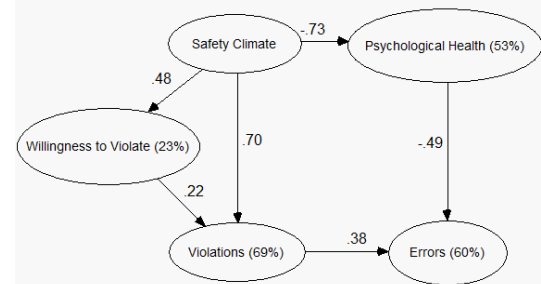 Safety Climate
-.73
Psychological Health (53%)
.48
.70
-.49
Willingness to Violate (23%)
.22
Violations (69%)
.38
Errors (60%)